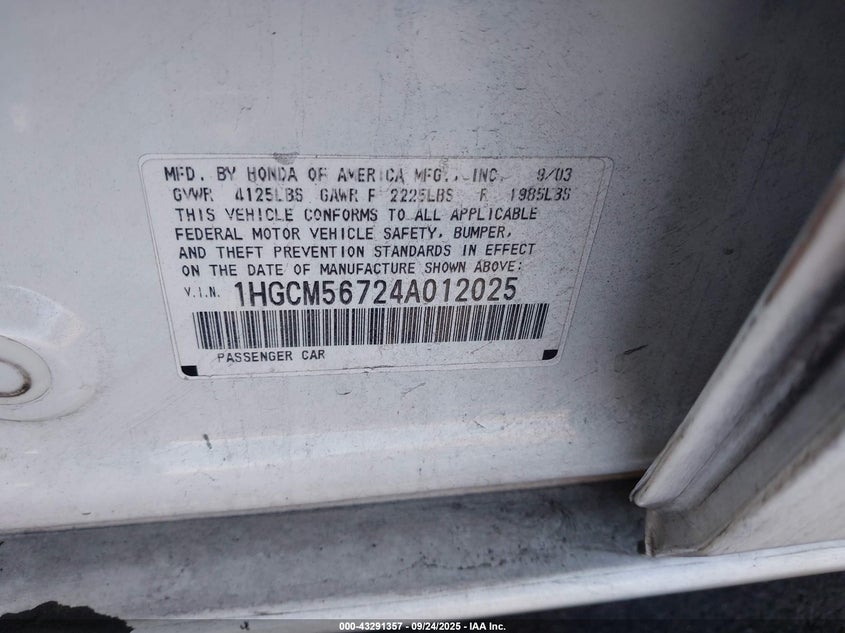 MFD. BY HONDA OF AMERICA MFG., INC. 9/03
GVWR 4125LBS GAWR F 2225LBS R 1985LBS
THIS VEHICLE CONFORMS TO ALL APPLICABLE
FEDERAL MOTOR VEHICLE SAFETY, BUMPER,
AND THEFT PREVENTION STANDARDS IN EFFECT
ON THE DATE OF MANUFACTURE SHOWN ABOVE:
V.I.N. 1HGCM56724A012025
PASSENGER CAR
000-43291357 - 09/24/2025 - IAA Inc.